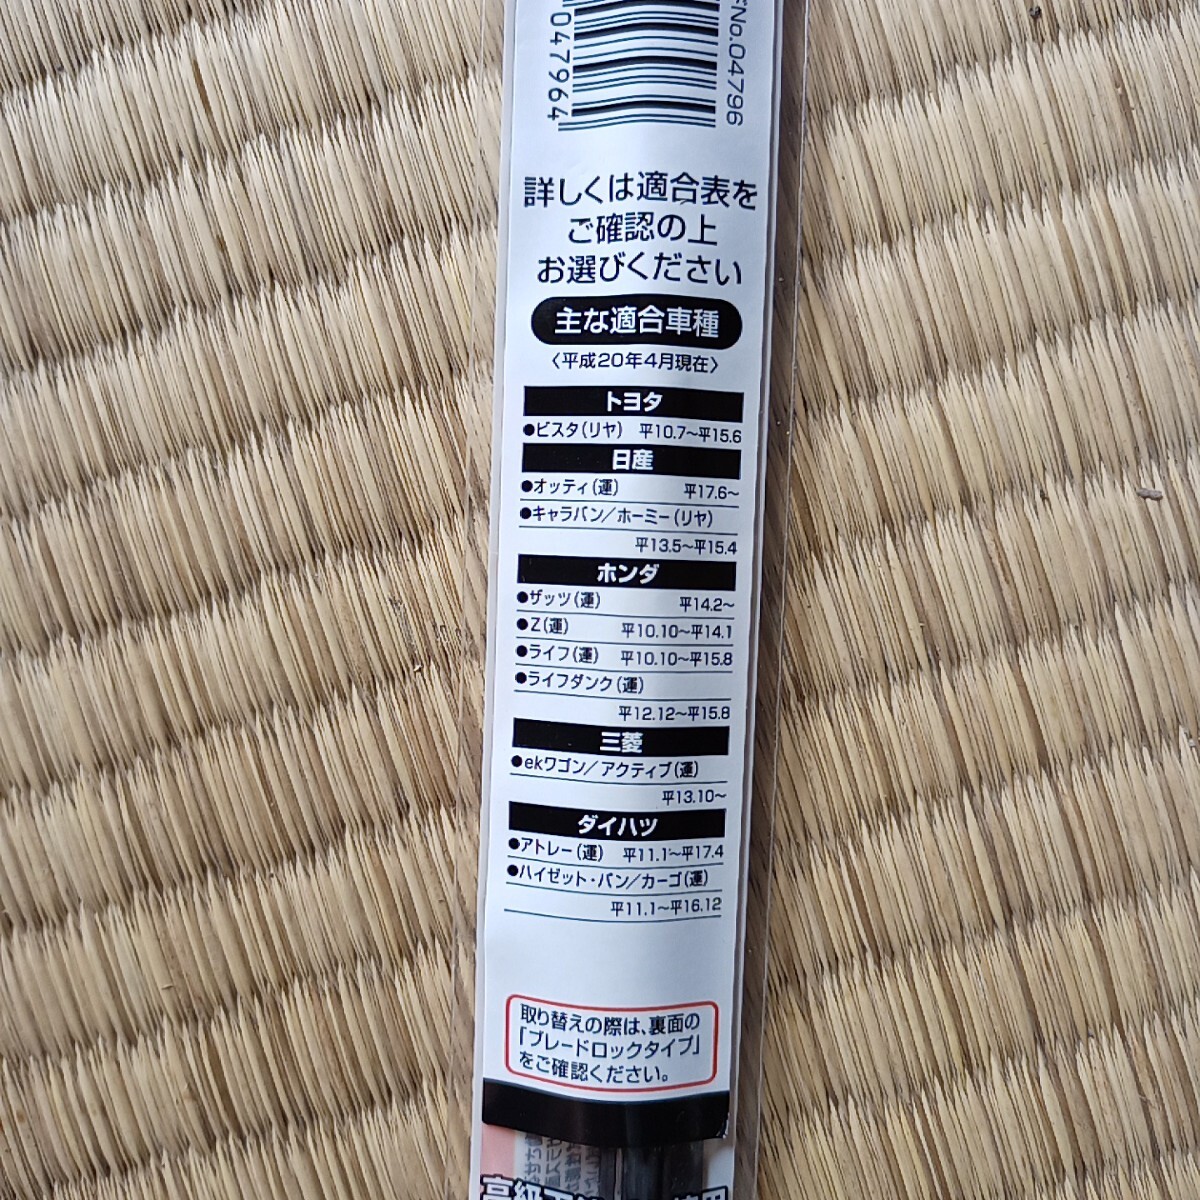 047964
No.04796
詳しくは適合表を
ご確認の上
お選びください
主な適合車種
〈平成20年4月現在〉
トヨタ
●ビスタ(リヤ) 平10.7〜平15.6
日産
●オッティ(運) 平17.6〜
●キャラバン/ホーミー(リヤ)
平13.5〜平15.4
ホンダ
●ザッツ(運) 平14.2〜
●Z(運) 平10.10〜平14.1
●ライフ(運) 平10.10〜平15.8
●ライフダンク(運)
平12.12〜平15.8
三菱
●ekワゴン/アクティブ(運)
平13.10〜
ダイハツ
●アトレー(運) 平11.1〜平17.4
●ハイゼット・バン/カーゴ(運)
平11.1〜平16.12
取り替えの際は、裏面の
「ブレードロックタイプ」
をご確認ください。